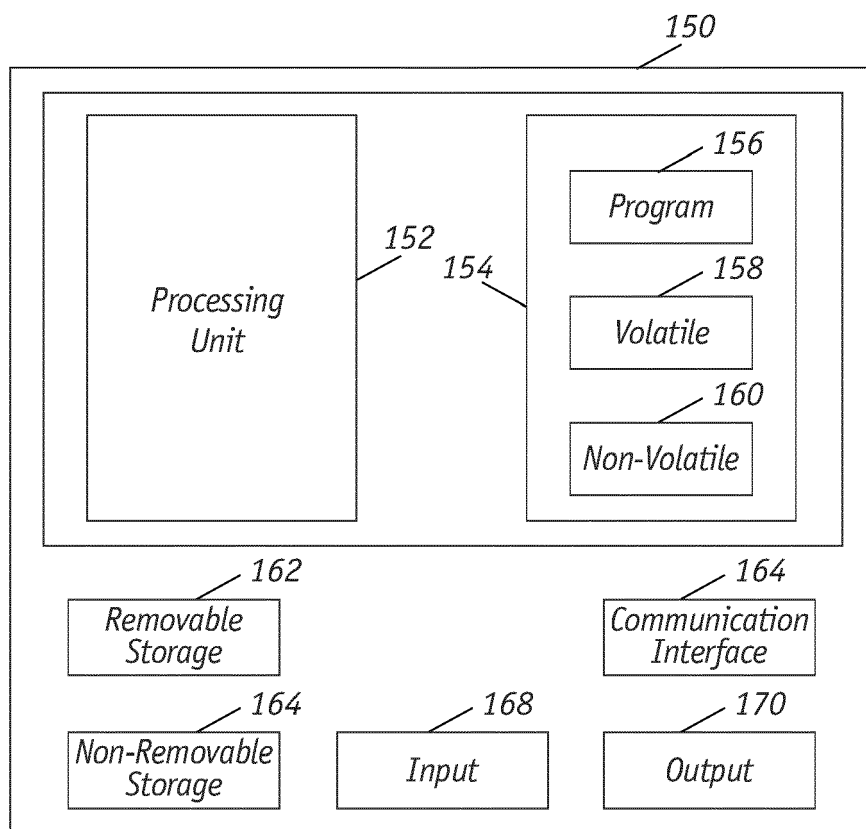 150
156
Program
152
154
158
Processing
Unit
Volatile
160
Non-Volatile
162
164
Removable
Storage
Communication
Interface
164
168
170
Non-Removable
Storage
Input
Output